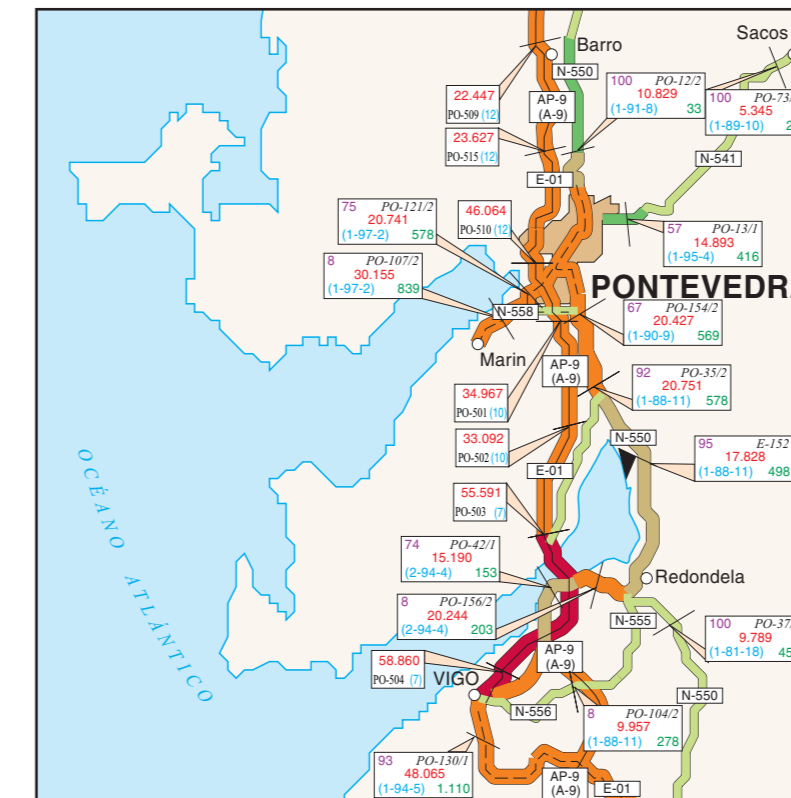 Barro
Sacos
N-550
100 PO-12/2
10.829
(1-91-8) 33
100 PO-73/
5.345
(1-89-10) 2
22.447
PO-509 (12)
AP-9
(A-9)
23.627
PO-515 (12)
N-541
E-01
75 PO-121/2
20.741
(1-97-2) 578
46.064
PO-510 (12)
57 PO-13/1
14.893
(1-95-4) 416
8 PO-107/2
30.155
(1-97-2) 839
PONTEVEDR
N-558
67 PO-154/2
20.427
(1-90-9) 569
Marin
AP-9
(A-9)
92 PO-35/2
20.751
(1-88-11) 578
34.967
PO-501 (10)
33.092
PO-502 (10)
N-550
95 E-152
17.828
(1-88-11) 498
E-01
OCÉANO ATLÁNTICO
55.591
PO-503 (7)
74 PO-42/1
15.190
(2-94-4) 153
Redondela
8 PO-156/2
20.244
(2-94-4) 203
N-555
100 PO-37/
9.789
(1-81-18) 45
58.860
PO-504 (7)
AP-9
(A-9)
VIGO
N-550
N-556
8 PO-104/2
9.957
(1-88-11) 278
93 PO-130/1
48.065
(1-94-5) 1.110
AP-9
(A-9)
E-01